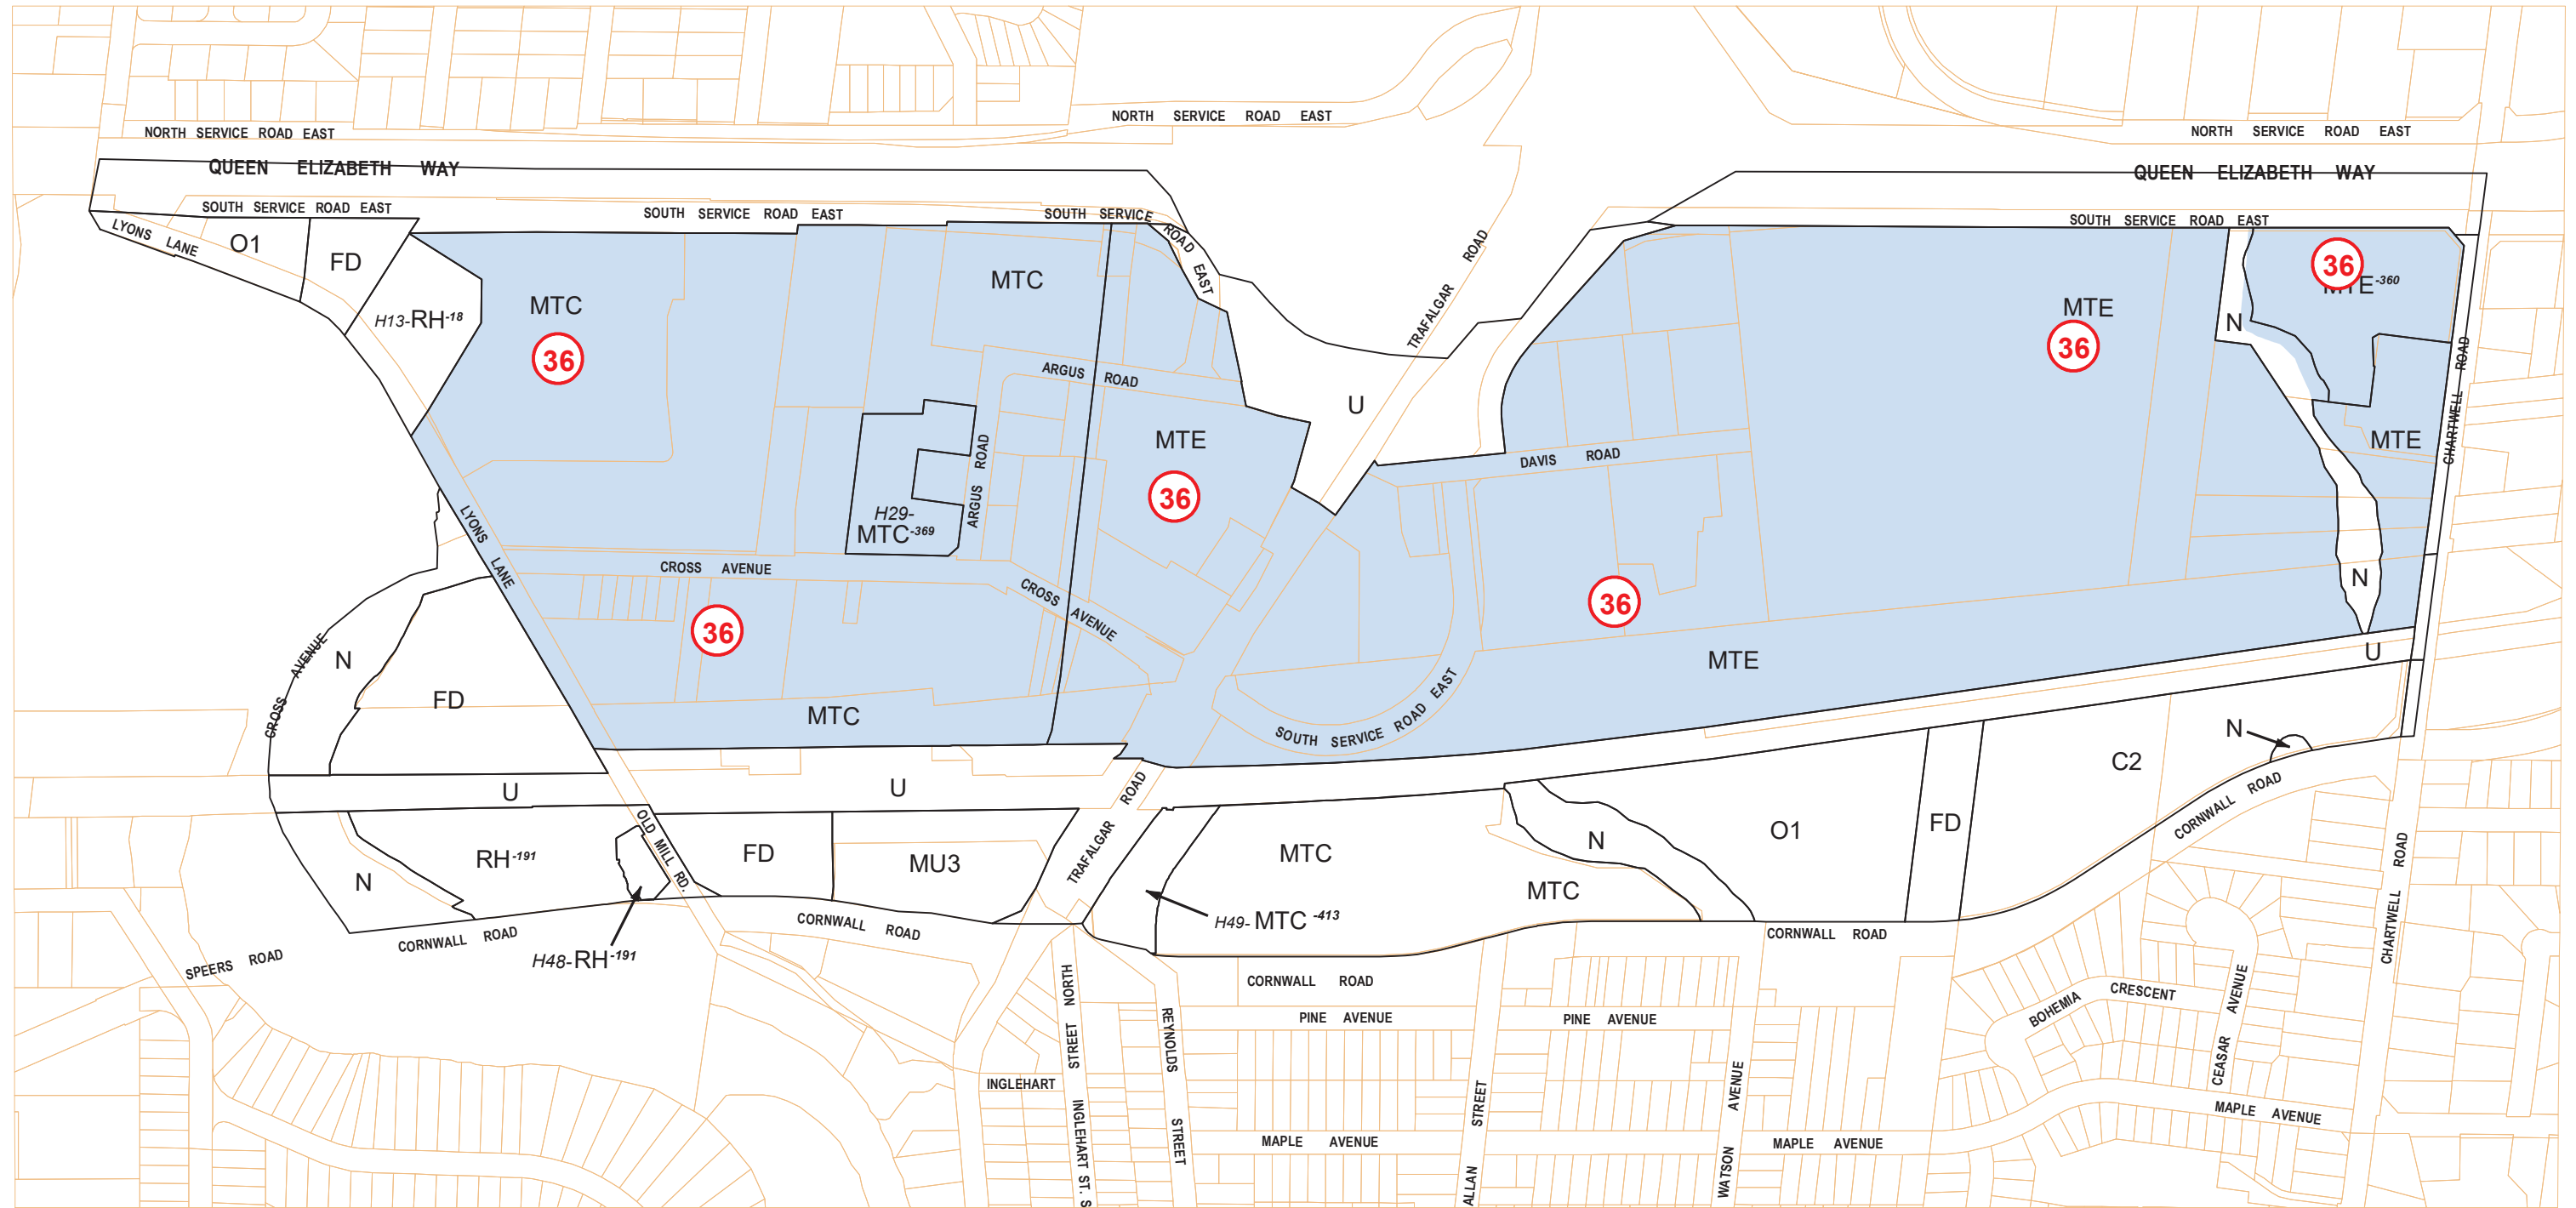 NORTH SERVICE ROAD EAST
NORTH SERVICE ROAD EAST
NORTH SERVICE ROAD EAST
QUEEN ELIZABETH WAY
QUEEN ELIZABETH WAY
SOUTH SERVICE ROAD EAST
SOUTH SERVICE ROAD EAST
SOUTH SERVICE
ROAD EAST
SOUTH SERVICE ROAD EAST
LYONS LANE
O1
FD
H13-RH-18
MTC
36
MTC
TRAFALGAR ROAD
MTE
36
N
36
MTE-360
CHARTWELL ROAD
ARGUS ROAD
U
MTE
36
ARGUS ROAD
H29-
MTC-369
DAVIS ROAD
MTE
LYONS LANE
CROSS AVENUE
CROSS AVENUE
36
36
N
CROSS AVENUE
N
FD
MTC
MTE
SOUTH SERVICE ROAD EAST
U
U
U
N
C2
OLD MILL RD.
TRAFALGAR ROAD
N
RH-191
FD
MU3
MTC
MTC
N
O1
FD
CORNWALL ROAD
H48-RH-191
H49-MTC-413
CORNWALL ROAD
CORNWALL ROAD
CORNWALL ROAD
CORNWALL ROAD
SPEERS ROAD
CHARTWELL ROAD
PINE AVENUE
PINE AVENUE
BOHEMIA CRESCENT
CEASAR AVENUE
INGLEHART
STREET NORTH
INGLEHART ST. S
REYNOLDS STREET
ALLAN STREET
WATSON AVENUE
MAPLE AVENUE
MAPLE AVENUE
MAPLE AVENUE